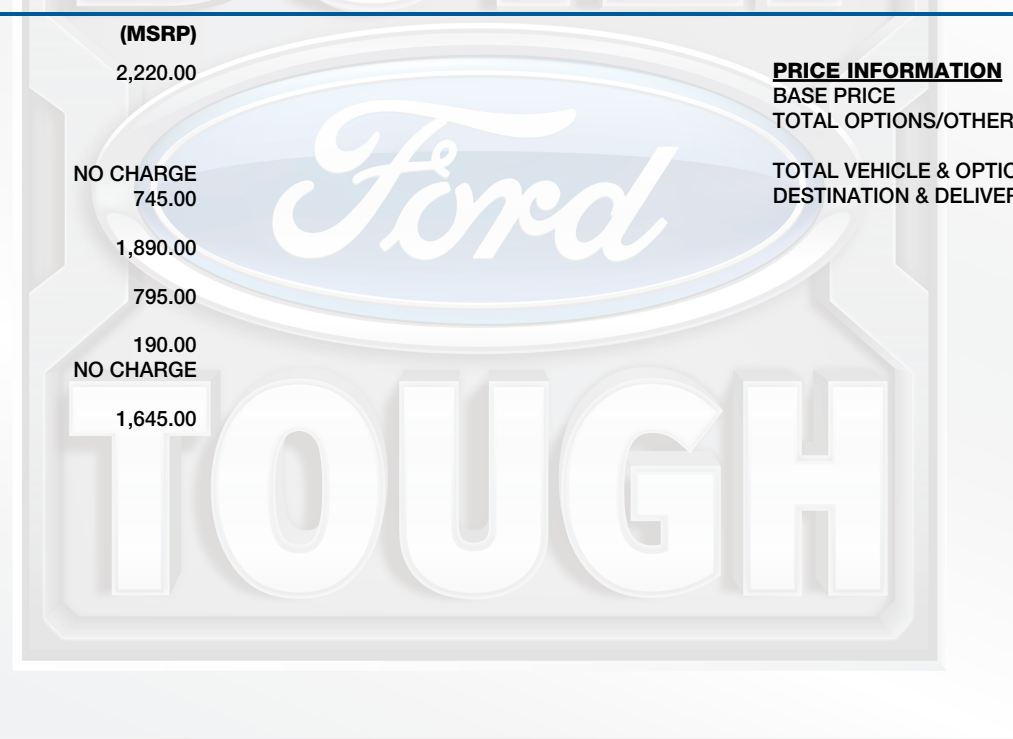 (MSRP)
2,220.00
NO CHARGE
745.00
1,890.00
795.00
190.00
NO CHARGE
1,645.00
PRICE INFORMATION
BASE PRICE
TOTAL OPTIONS/OTHER
TOTAL VEHICLE & OPTIO
DESTINATION & DELIVER
Ford
TOUGH